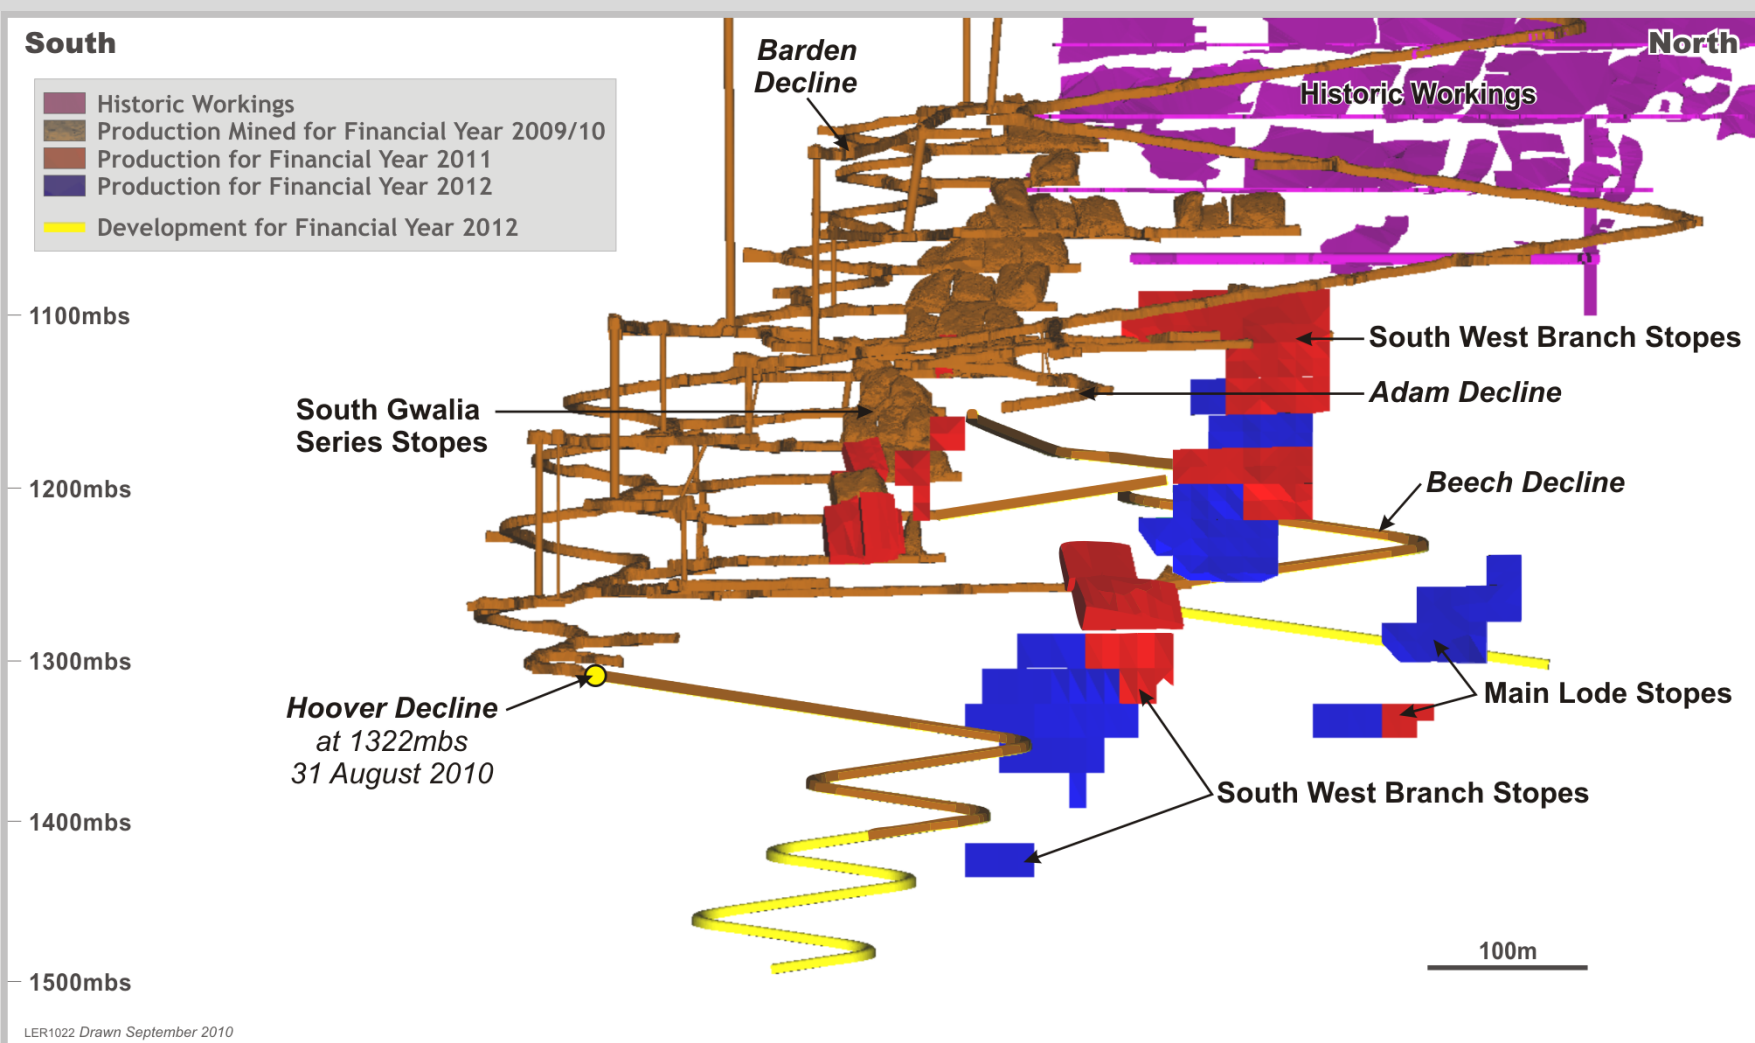 South
North
Barden
Decline
Historic Workings
Historic Workings
Production Mined for Financial Year 2009/10
Production for Financial Year 2011
Production for Financial Year 2012
Development for Financial Year 2012
1100mbs
South West Branch Stopes
Adam Decline
South Gwalia
Series Stopes
1200mbs
Beech Decline
1300mbs
Main Lode Stopes
Hoover Decline
at 1322mbs
31 August 2010
South West Branch Stopes
1400mbs
100m
1500mbs
LER1022 Drawn September 2010